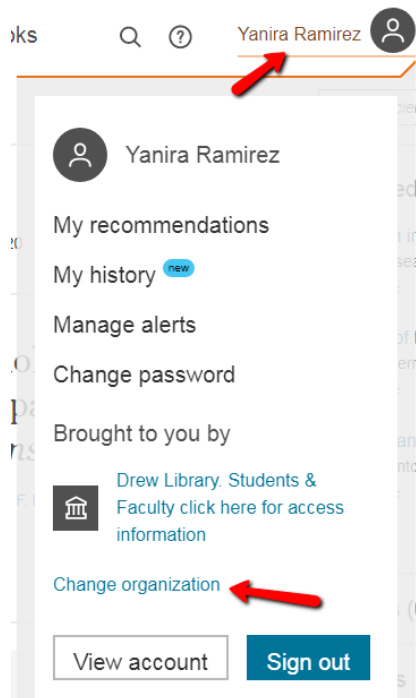 Yanira Ramirez
Yanira Ramirez
My recommendations
My history new
Manage alerts
Change password
Brought to you by
Drew Library. Students &
Faculty click here for access
information
Change organization
View account
Sign out